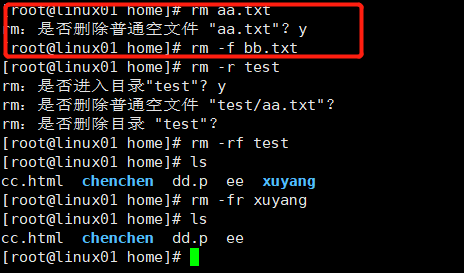 [root@linux01 home]# rm aa.txt
rm：是否删除普通空文件 "aa.txt"？y
[root@linux01 home]# rm -f bb.txt
[root@linux01 home]# rm -r test
rm：是否进入目录"test"? y
rm：是否删除普通空文件 "test/aa.txt"？
rm：是否删除目录 "test"？
[root@linux01 home]# rm -rf test
[root@linux01 home]# ls
cc.html  chenchen  dd.p  ee  xuyang
[root@linux01 home]# rm -fr xuyang
[root@linux01 home]# ls
cc.html  chenchen  dd.p  ee
[root@linux01 home]#